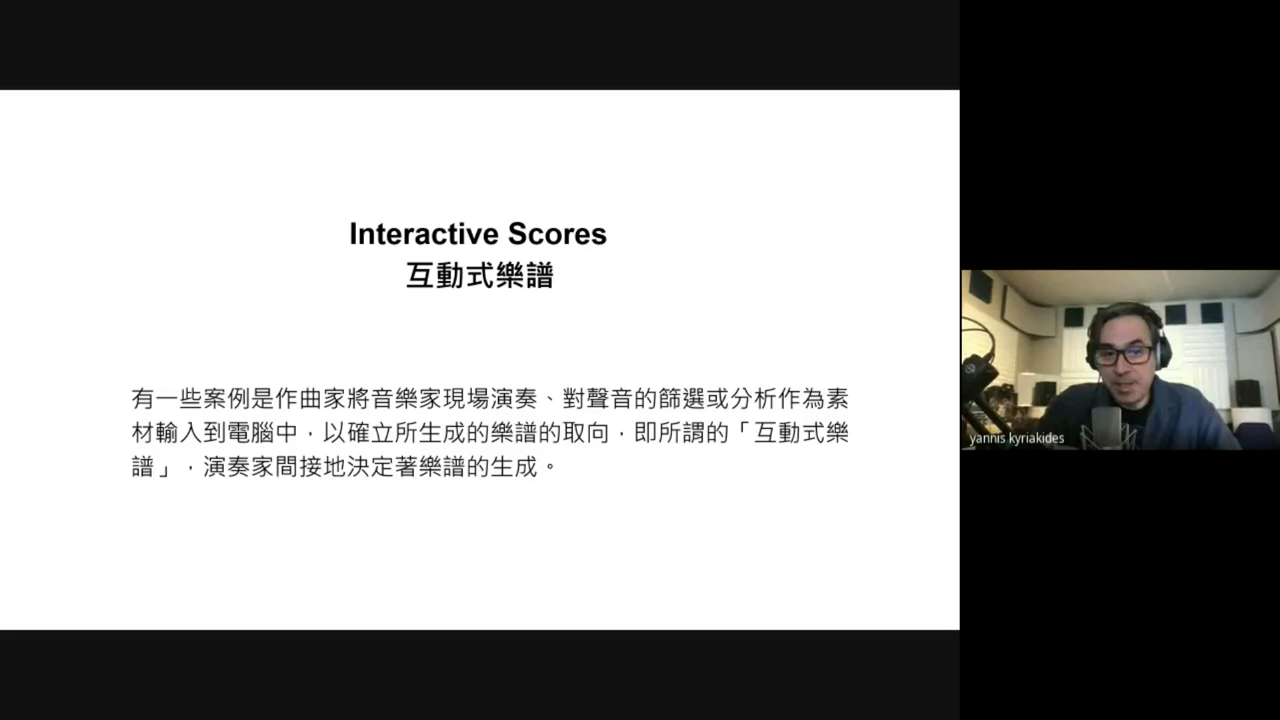 Interactive Scores
互動式樂譜
有一些案例是作曲家將音樂家現場演奏、對聲音的篩選或分析作為素
材輸入到電腦中，以確立所生成的樂譜的取向，即所謂的「互動式樂
譜」，演奏家間接地決定著樂譜的生成。
yannis kyriakides